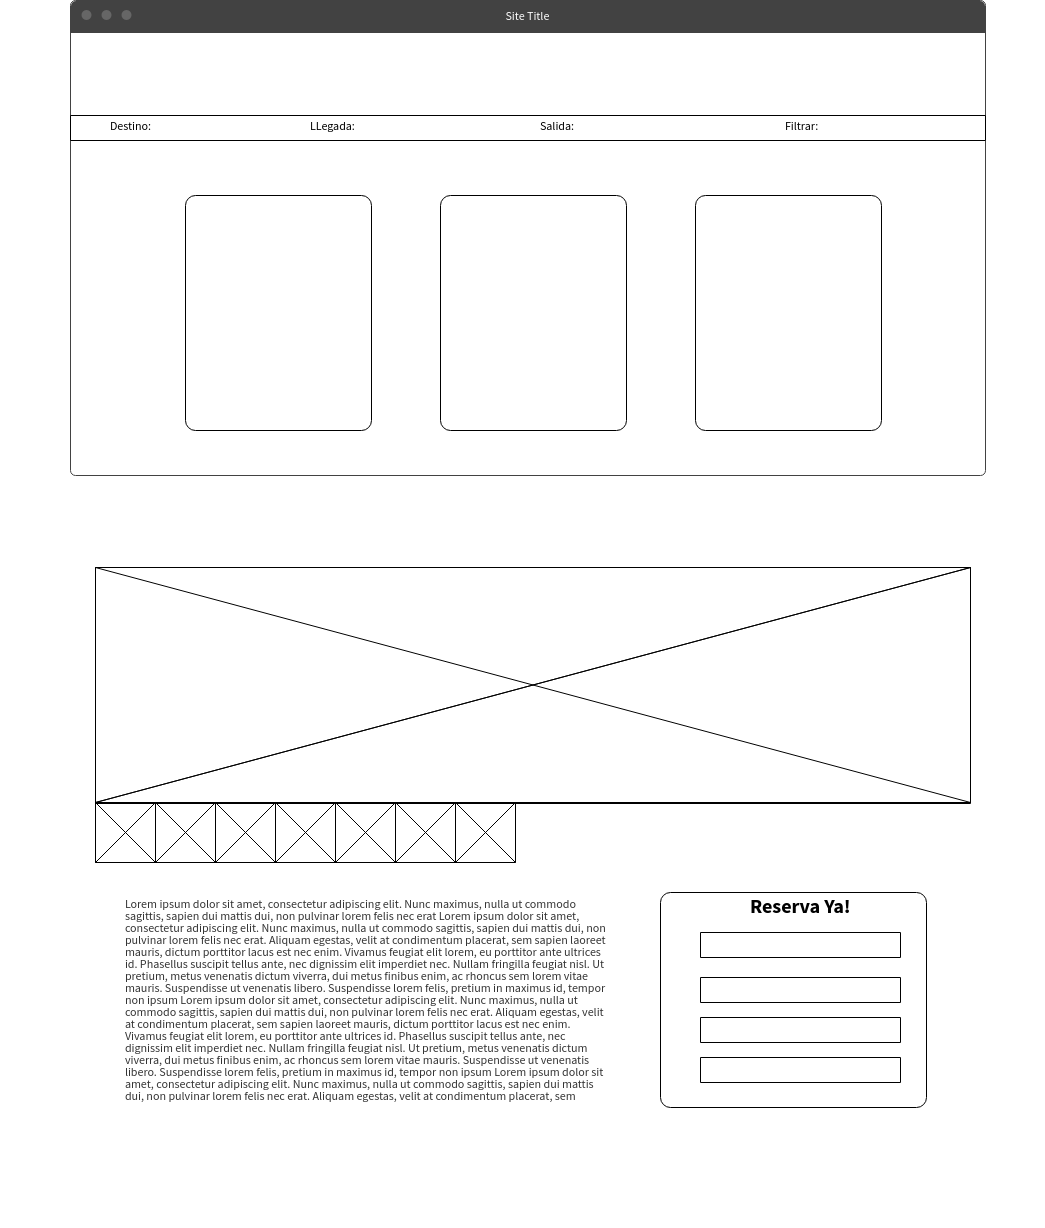 Site Title
Destino:
LLegada:
Salida:
Filtrar:
Lorem ipsum dolor sit amet, consectetur adipiscing elit. Nunc maximus, nulla ut commodo
sagittis, sapien dui mattis dui, non pulvinar lorem felis nec erat Lorem ipsum dolor sit amet,
consectetur adipiscing elit. Nunc maximus, nulla ut commodo sagittis, sapien dui mattis dui, non
pulvinar lorem felis nec erat. Aliquam egestas, velit at condimentum placerat, sem sapien laoreet
mauris, dictum porttitor lacus est nec enim. Vivamus feugiat elit lorem, eu porttitor ante ultrices
id. Phasellus suscipit tellus ante, nec dignissim elit imperdiet nec. Nullam fringilla feugiat nisl. Ut
pretium, metus venenatis dictum viverra, dui metus finibus enim, ac rhoncus sem lorem vitae
mauris. Suspendisse ut venenatis libero. Suspendisse lorem felis, pretium in maximus id, tempor
non ipsum Lorem ipsum dolor sit amet, consectetur adipiscing elit. Nunc maximus, nulla ut
commodo sagittis, sapien dui mattis dui, non pulvinar lorem felis nec erat. Aliquam egestas, velit
at condimentum placerat, sem sapien laoreet mauris, dictum porttitor lacus est nec enim.
Vivamus feugiat elit lorem, eu porttitor ante ultrices id. Phasellus suscipit tellus ante, nec
dignissim elit imperdiet nec. Nullam fringilla feugiat nisl. Ut pretium, metus venenatis dictum
viverra, dui metus finibus enim, ac rhoncus sem lorem vitae mauris. Suspendisse ut venenatis
libero. Suspendisse lorem felis, pretium in maximus id, tempor non ipsum Lorem ipsum dolor sit
amet, consectetur adipiscing elit. Nunc maximus, nulla ut commodo sagittis, sapien dui mattis
dui, non pulvinar lorem felis nec erat. Aliquam egestas, velit at condimentum placerat, sem
Reserva Ya!